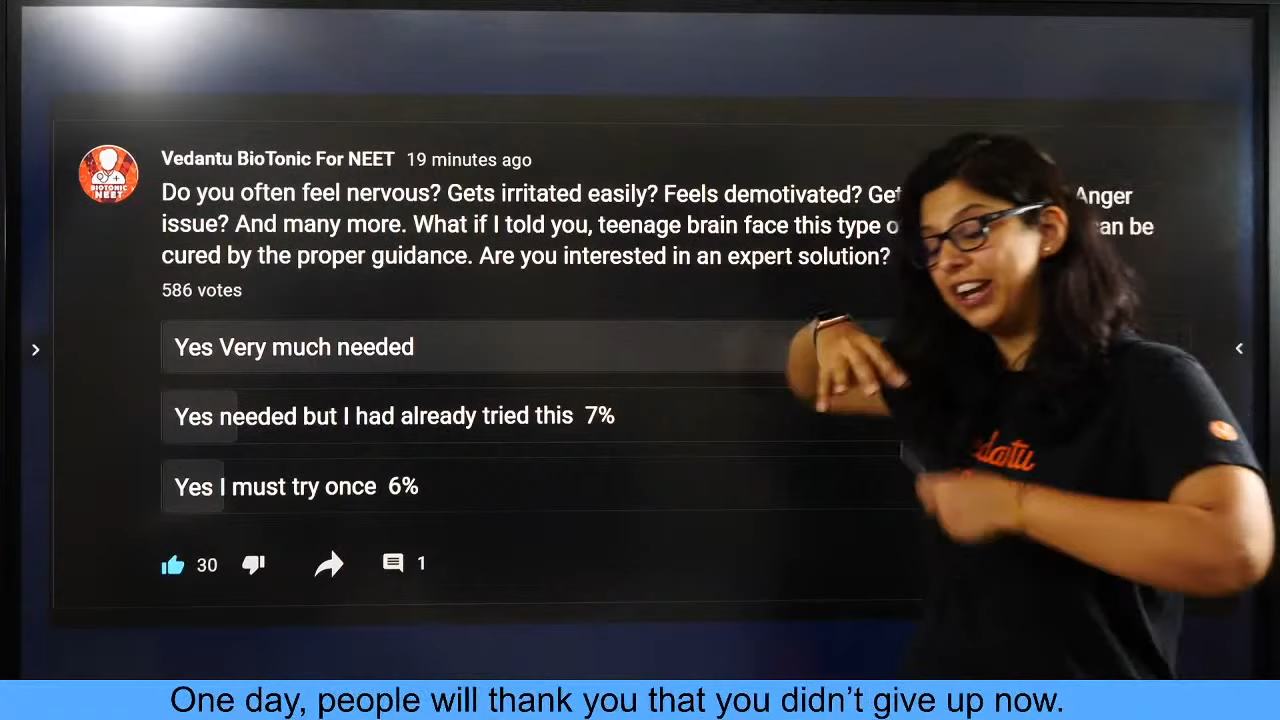 Vedantu BioTonic For NEET 19 minutes ago
Do you often feel nervous? Gets irritated easily? Feels demotivated? Get Anger
issue? And many more. What if I told you, teenage brain face this type can be
cured by the proper guidance. Are you interested in an expert solution?
586 votes
Yes Very much needed
Yes needed but I had already tried this 7%
Yes I must try once 6%
30 1
BIOTONIC
NEET
One day, people will thank you that you didn’t give up now.